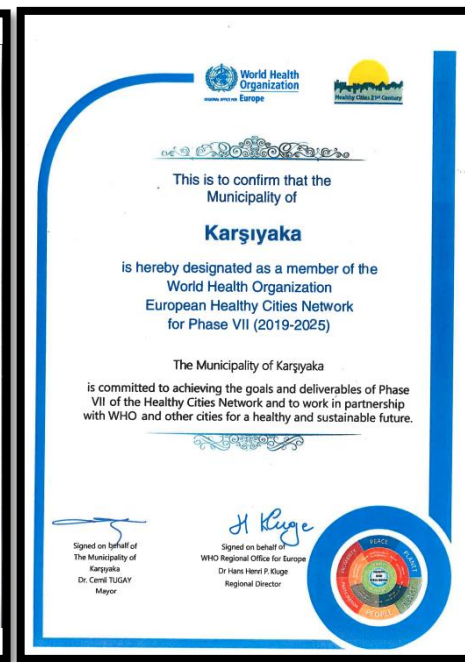 World Health
Organization
REGIONAL OFFICE FOR Europe
Healthy Cities 21st Century
This is to confirm that the
Municipality of
Karşıyaka
is hereby designated as a member of the
World Health Organization
European Healthy Cities Network
for Phase VII (2019-2025)
The Municipality of Karşıyaka
is committed to achieving the goals and deliverables of Phase
VII of the Healthy Cities Network and to work in partnership
with WHO and other cities for a healthy and sustainable future.
H Kluge
Signed on behalf of
The Municipality of
Karşıyaka
Dr. Cemil TUGAY
Mayor
Signed on behalf of
WHO Regional Office for Europe
Dr Hans Henri P. Kluge
Regional Director
PEACE
PLANET
PLACE
PEOPLE
PROSPERITY